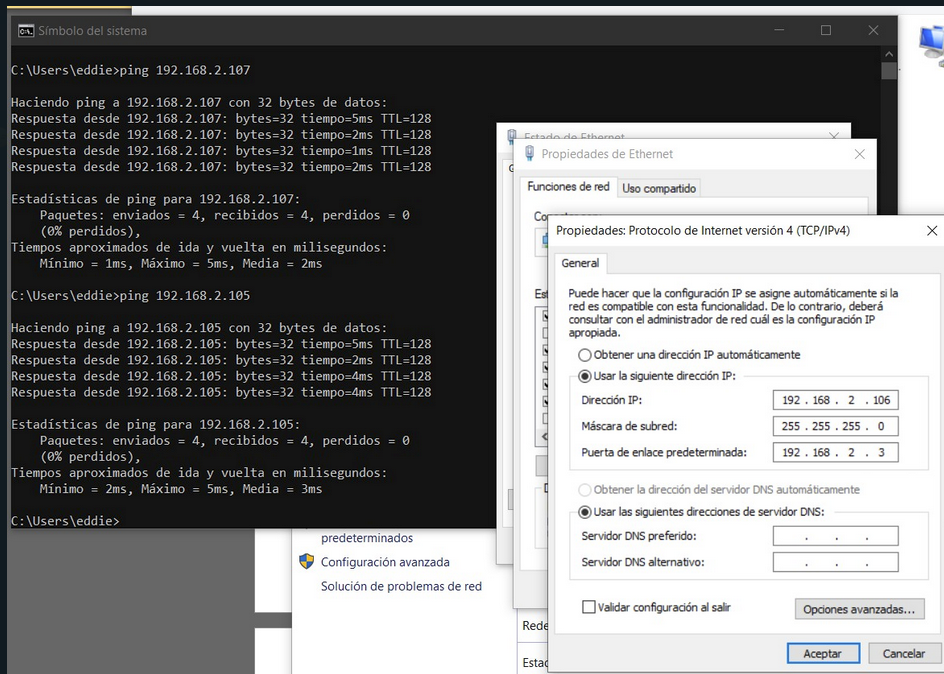 Símbolo del sistema
C:\Users\eddie>ping 192.168.2.107
Haciendo ping a 192.168.2.107 con 32 bytes de datos:
Respuesta desde 192.168.2.107: bytes=32 tiempo=5ms TTL=128
Respuesta desde 192.168.2.107: bytes=32 tiempo=2ms TTL=128
Respuesta desde 192.168.2.107: bytes=32 tiempo=1ms TTL=128
Respuesta desde 192.168.2.107: bytes=32 tiempo=2ms TTL=128
Estadísticas de ping para 192.168.2.107:
Paquetes: enviados = 4, recibidos = 4, perdidos = 0
(0% perdidos),
Tiempos aproximados de ida y vuelta en milisegundos:
Mínimo = 1ms, Máximo = 5ms, Media = 2ms
C:\Users\eddie>ping 192.168.2.105
Haciendo ping a 192.168.2.105 con 32 bytes de datos:
Respuesta desde 192.168.2.105: bytes=32 tiempo=5ms TTL=128
Respuesta desde 192.168.2.105: bytes=32 tiempo=2ms TTL=128
Respuesta desde 192.168.2.105: bytes=32 tiempo=4ms TTL=128
Respuesta desde 192.168.2.105: bytes=32 tiempo=4ms TTL=128
Estadísticas de ping para 192.168.2.105:
Paquetes: enviados = 4, recibidos = 4, perdidos = 0
(0% perdidos),
Tiempos aproximados de ida y vuelta en milisegundos:
Mínimo = 2ms, Máximo = 5ms, Media = 3ms
C:\Users\eddie>
predeterminados
Configuración avanzada
Solución de problemas de red
Estado de Ethernet
Propiedades de Ethernet
Funciones de red
Uso compartido
Propiedades: Protocolo de Internet versión 4 (TCP/IPv4)
General
Puede hacer que la configuración IP se asigne automáticamente si la
red es compatible con esta funcionalidad. De lo contrario, deberá
consultar con el administrador de red cuál es la configuración IP
apropiada.
Obtener una dirección IP automáticamente
Usar la siguiente dirección IP:
Dirección IP: 192 . 168 . 2 . 106
Máscara de subred: 255 . 255 . 255 . 0
Puerta de enlace predeterminada: 192 . 168 . 2 . 3
Obtener la dirección del servidor DNS automáticamente
Usar las siguientes direcciones de servidor DNS:
Servidor DNS preferido: . . .
Servidor DNS alternativo: . . .
Validar configuración al salir
Opciones avanzadas...
Aceptar
Cancelar
Rede
Estac